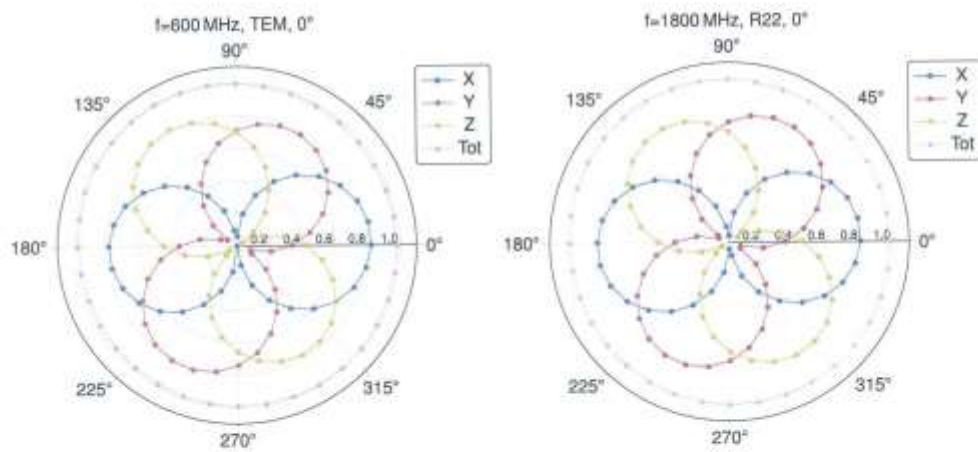 f=600 MHz, TEM, 0°
90°
135°
45°
X
Y
Z
Tot
180°
0.2 0.4 0.6 0.8 1.0
0°
225°
315°
270°
f=1800 MHz, R22, 0°
90°
135°
45°
X
Y
Z
Tot
180°
0.2 0.4 0.6 0.8 1.0
0°
225°
315°
270°